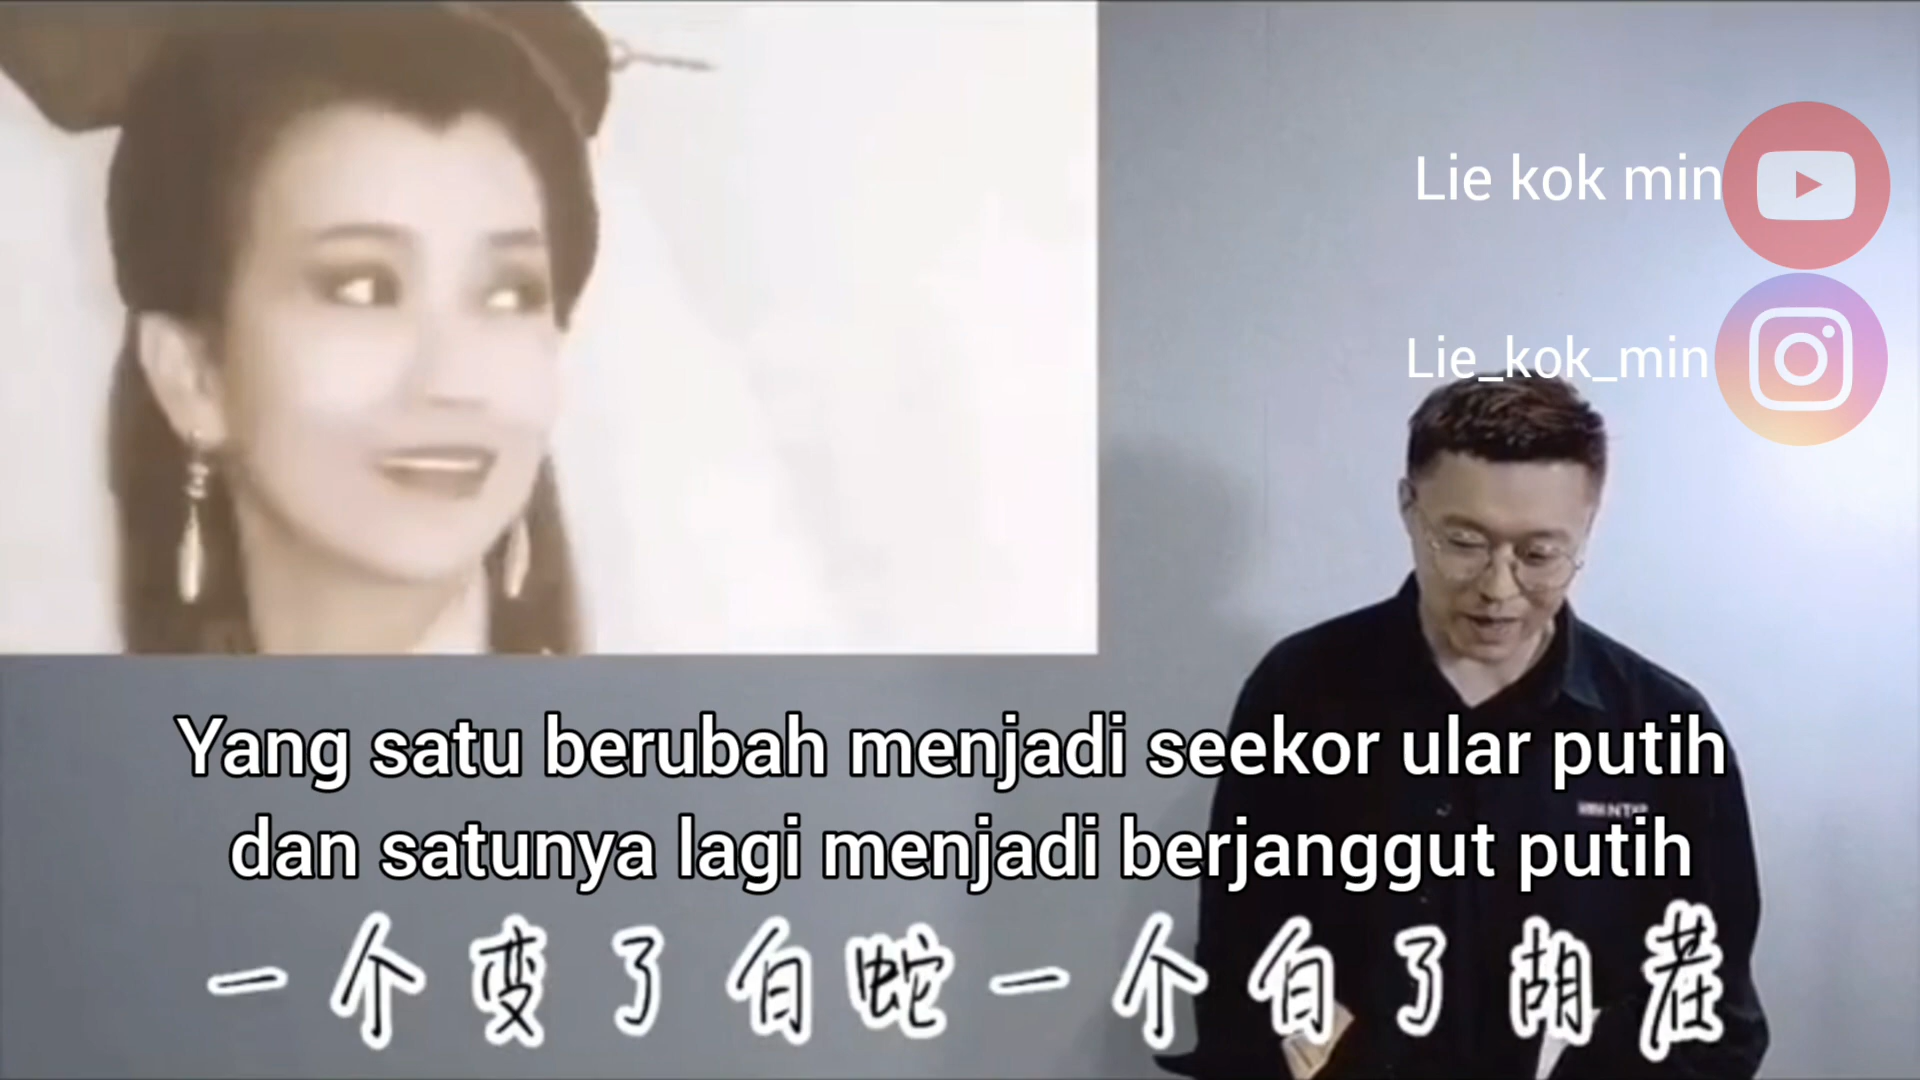 Lie kok min
Lie_kok_min
Yang satu berubah menjadi seekor ular putih
dan satunya lagi menjadi berjanggut putih
一个变了白蛇一个白了胡茬